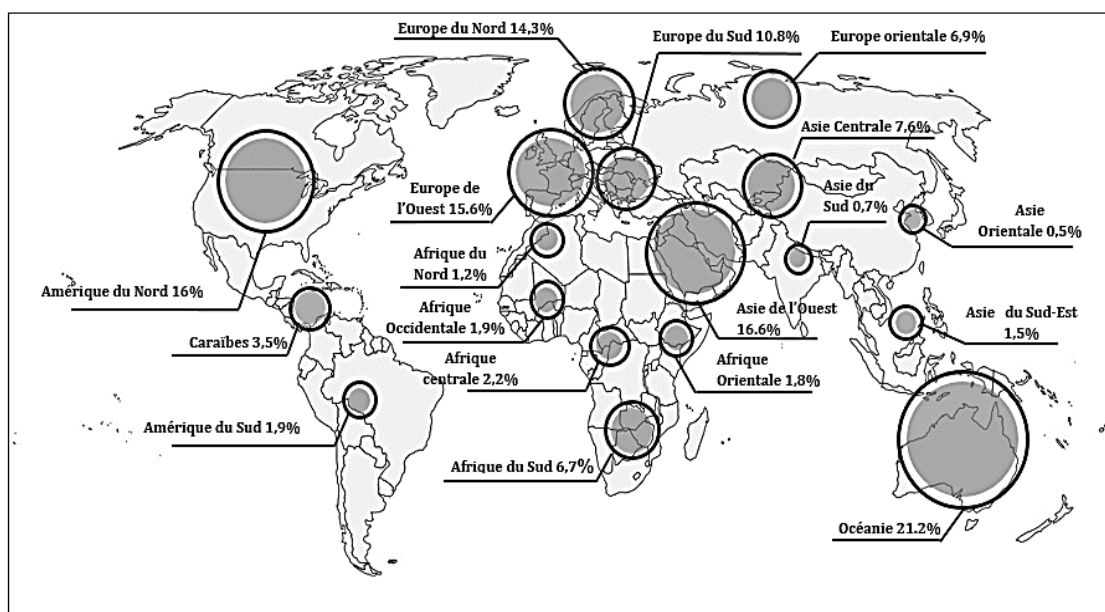 Europe du Nord 14,3%
Europe du Sud 10.8%
Europe orientale 6,9%
Asie Centrale 7,6%
Asie du
Sud 0,7%
Asie
Orientale 0,5%
Europe de
l'Ouest 15.6%
Afrique du
Nord 1,2%
Amérique du Nord 16%
Afrique
Occidentale 1,9%
Asie de l'Ouest
16.6%
Asie du Sud-Est
1,5%
Caraïbes 3,5%
Afrique
centrale 2,2%
Afrique
Orientale 1,8%
Amérique du Sud 1,9%
Afrique du Sud 6,7%
Océanie 21.2%